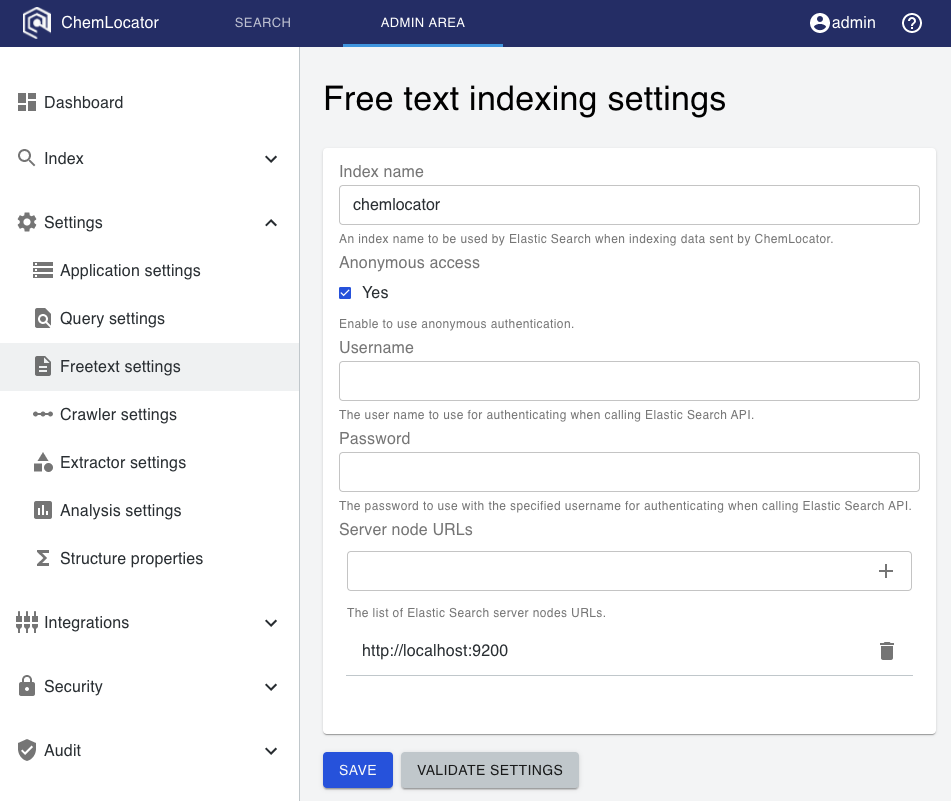 ChemLocator
SEARCH
ADMIN AREA
admin
Dashboard
Index
Settings
Application settings
Query settings
Freetext settings
Crawler settings
Extractor settings
Analysis settings
Structure properties
Integrations
Security
Audit
Free text indexing settings
Index name
chemlocator
An index name to be used by Elastic Search when indexing data sent by ChemLocator.
Anonymous access
Yes
Enable to use anonymous authentication.
Username
The user name to use for authenticating when calling Elastic Search API.
Password
The password to use with the specified username for authenticating when calling Elastic Search API.
Server node URLs
The list of Elastic Search server nodes URLs.
http://localhost:9200
SAVE
VALIDATE SETTINGS